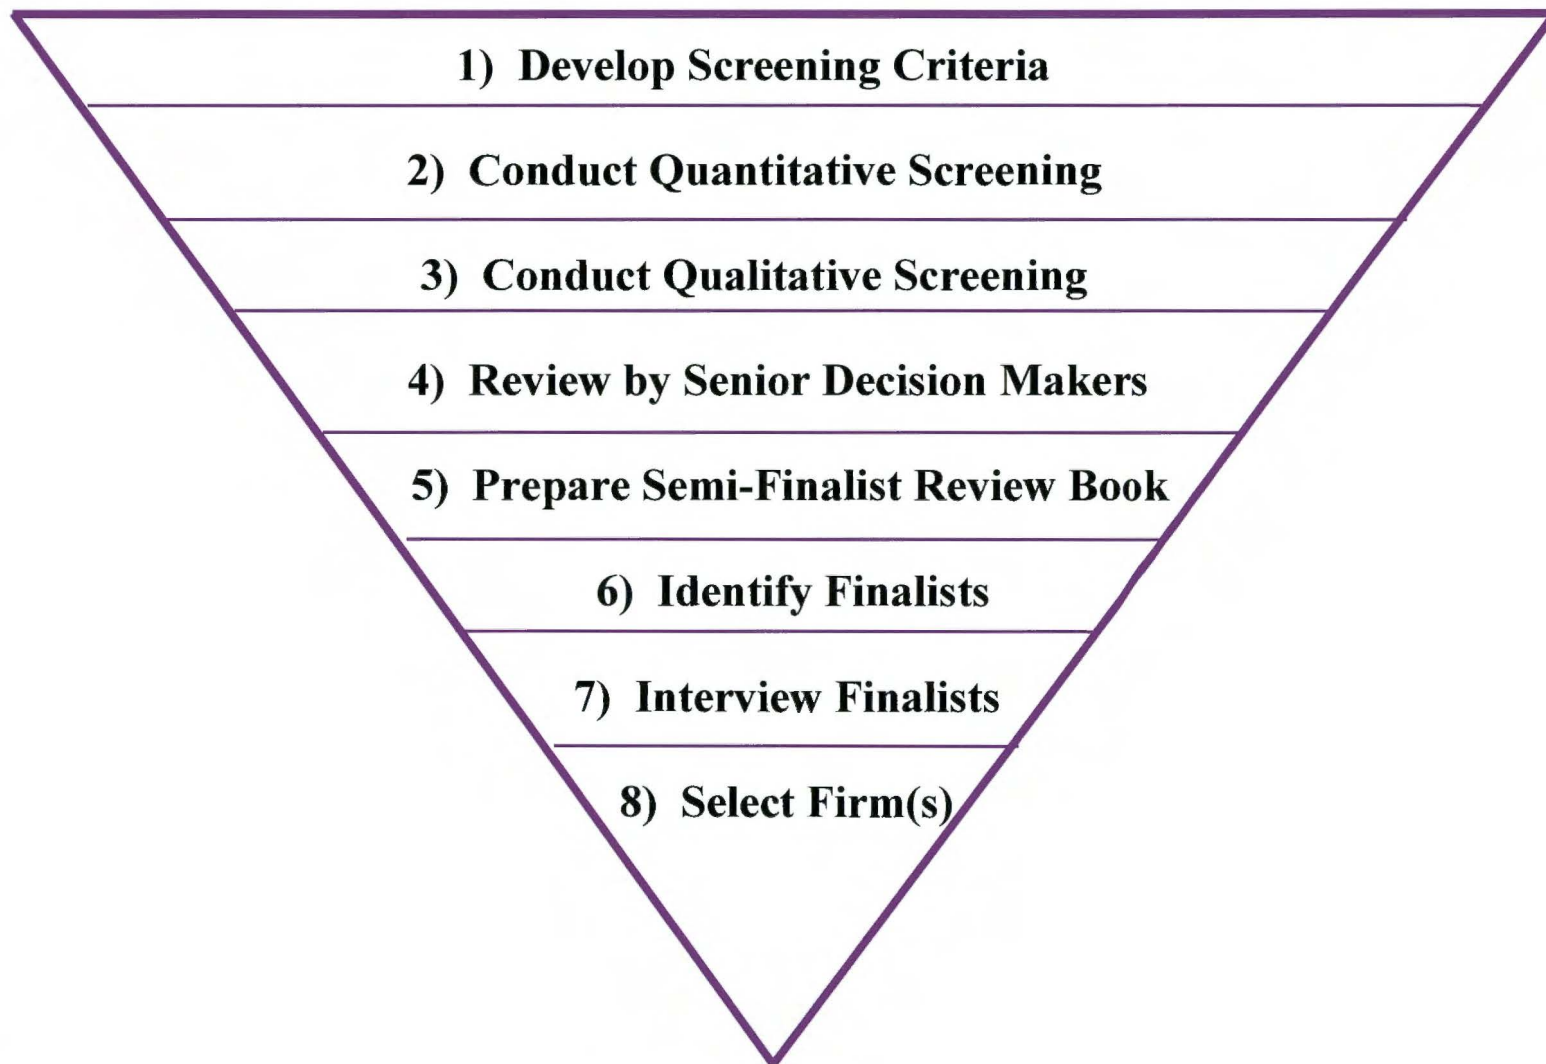 1) Develop Screening Criteria
2) Conduct Quantitative Screening
3) Conduct Qualitative Screening
4) Review by Senior Decision Makers
5) Prepare Semi-Finalist Review Book
6) Identify Finalists
7) Interview Finalists
8) Select Firm(s)